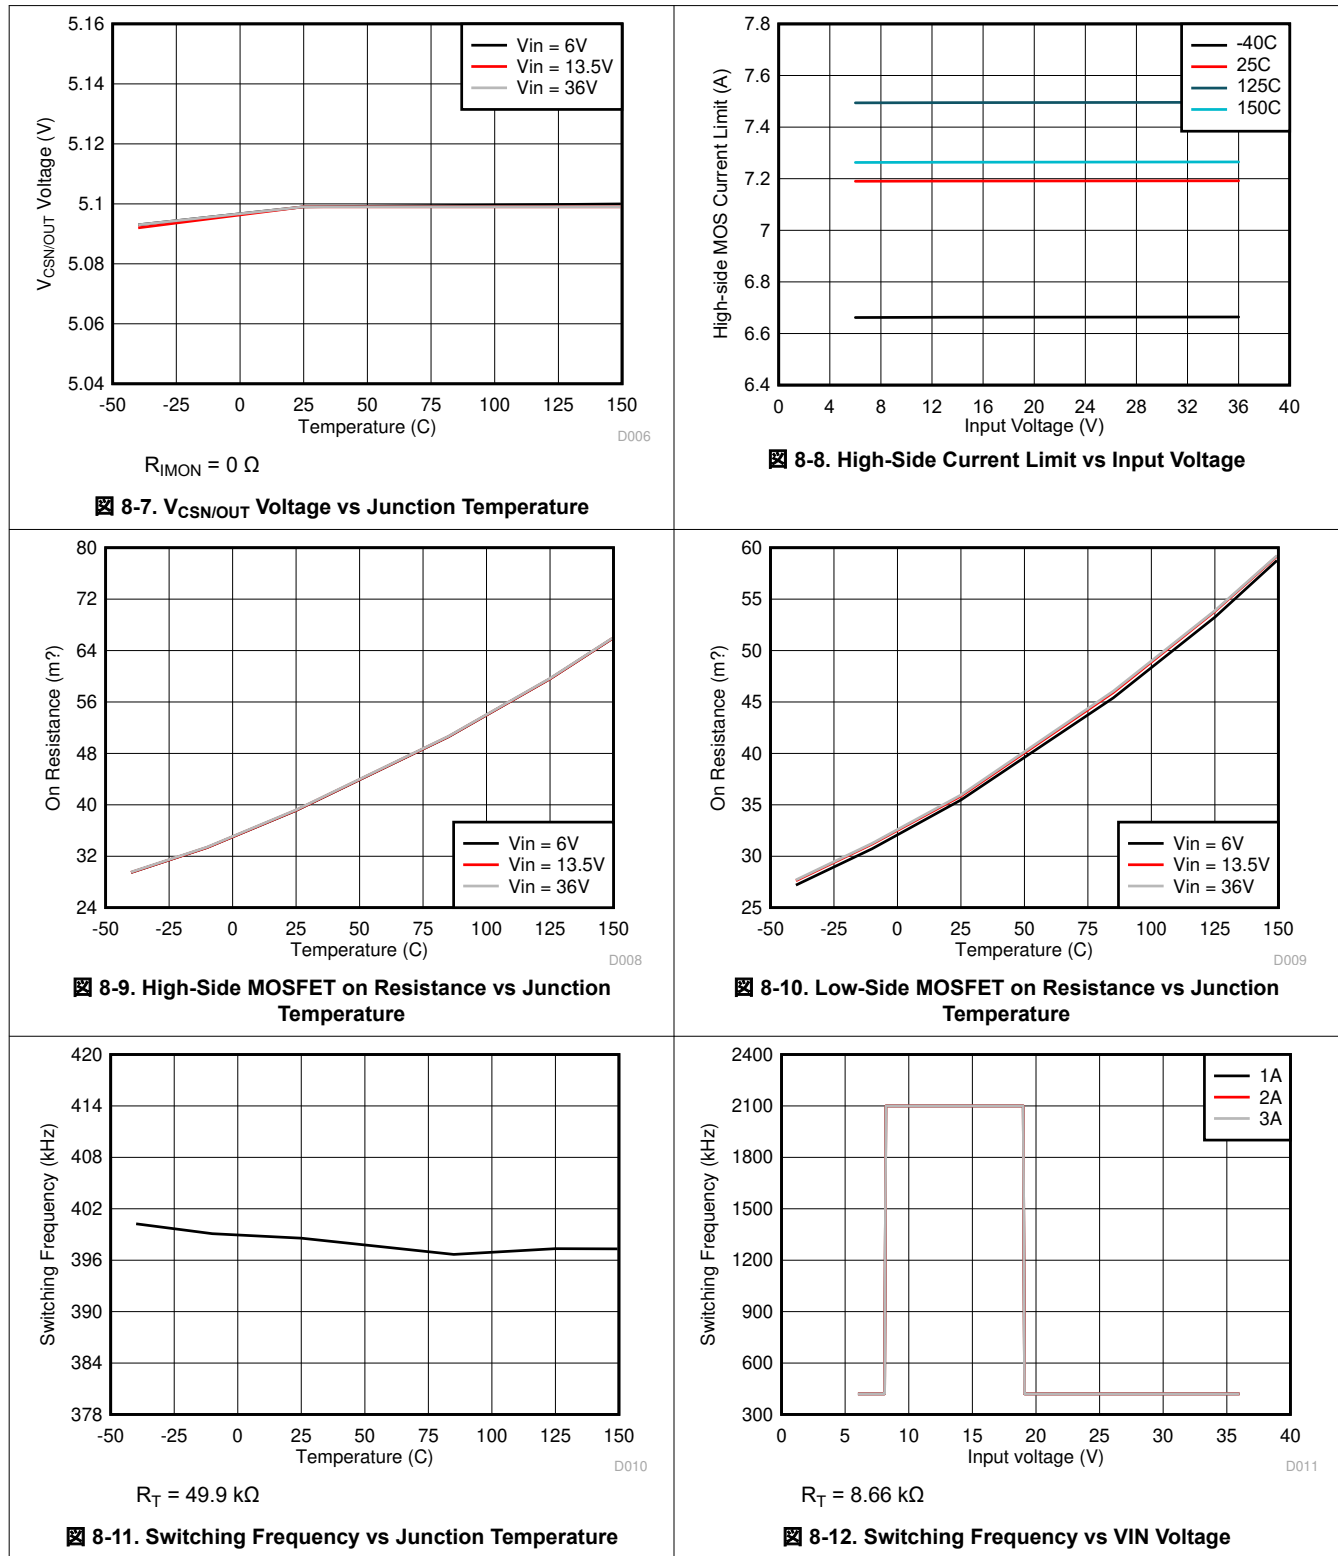 5.16
5.14
5.12
5.1
5.08
5.06
5.04
V_CSN/OUT Voltage (V)
Vin = 6V
Vin = 13.5V
Vin = 36V
-50 -25 0 25 50 75 100 125 150
Temperature (C)
D006
R_IMON = 0 Ω
図 8-7. V_CSN/OUT Voltage vs Junction Temperature
7.8
7.6
7.4
7.2
7
6.8
6.6
6.4
High-side MOS Current Limit (A)
-40C
25C
125C
150C
0 4 8 12 16 20 24 28 32 36 40
Input Voltage (V)
図 8-8. High-Side Current Limit vs Input Voltage
80
72
64
56
48
40
32
24
On Resistance (m?)
Vin = 6V
Vin = 13.5V
Vin = 36V
-50 -25 0 25 50 75 100 125 150
Temperature (C)
D008
図 8-9. High-Side MOSFET on Resistance vs Junction
Temperature
60
55
50
45
40
35
30
25
On Resistance (m?)
Vin = 6V
Vin = 13.5V
Vin = 36V
-50 -25 0 25 50 75 100 125 150
Temperature (C)
D009
図 8-10. Low-Side MOSFET on Resistance vs Junction
Temperature
420
414
408
402
396
390
384
378
Switching Frequency (kHz)
-50 -25 0 25 50 75 100 125 150
Temperature (C)
D010
R_T = 49.9 kΩ
図 8-11. Switching Frequency vs Junction Temperature
2400
2100
1800
1500
1200
900
600
300
Switching Frequency (kHz)
1A
2A
3A
0 5 10 15 20 25 30 35 40
Input voltage (V)
D011
R_T = 8.66 kΩ
図 8-12. Switching Frequency vs VIN Voltage